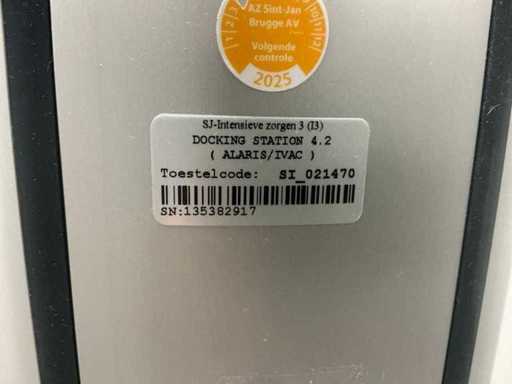 AZ Sint-Jan
Brugge AV
Volgende
controle
2025
SJ-Intensieve zorgen 3 (I3)
DOCKING STATION 4.2
( ALARIS/IVAC )
Toestelcode: SI_021470
SN:135382917